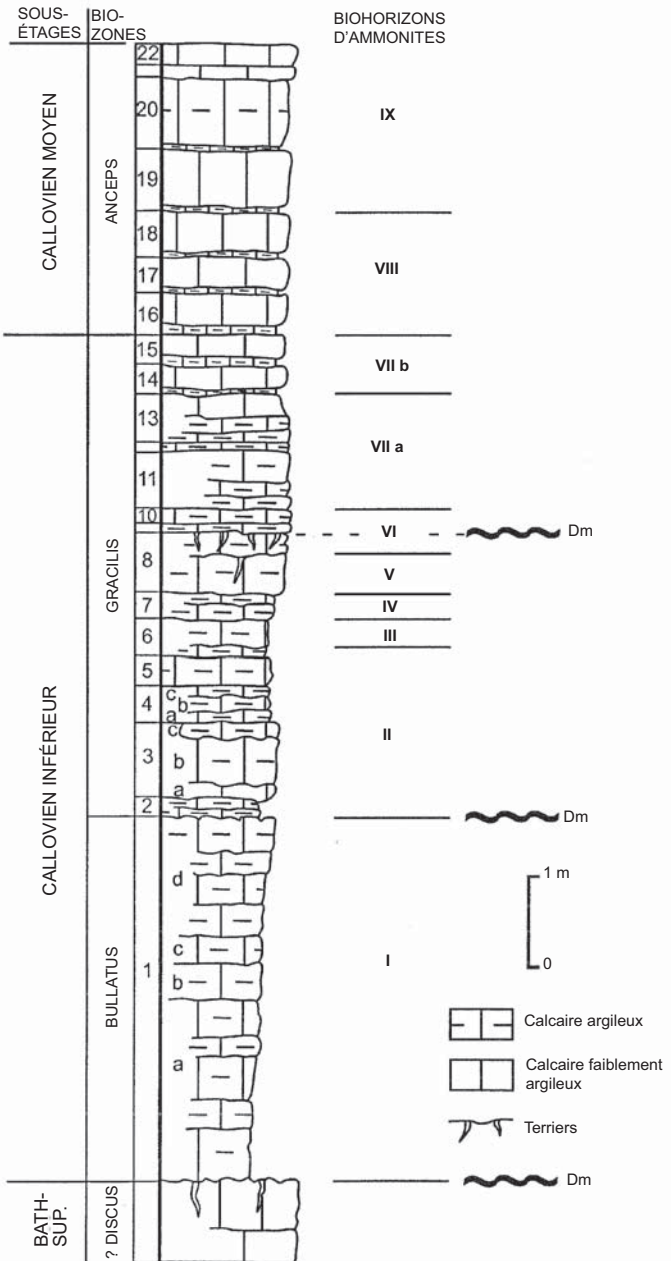 SOUS-
ÉTAGES
BIO-
ZONES
BIOHORIZONS
D'AMMONITES
CALLOVIEN MOYEN
ANCEPS
22
20
19
18
17
16
IX
VIII
CALLOVIEN INFÉRIEUR
GRACILIS
15
14
13
11
10
8
7
6
5
4
c
b
a
3
c
b
a
2
VII b
VII a
VI
Dm
V
IV
III
II
Dm
BULLATUS
1
d
c
b
a
I
1 m
0
Calcaire argileux
Calcaire faiblement
argileux
Terriers
Dm
BATH-
SUP.
? DISCUS